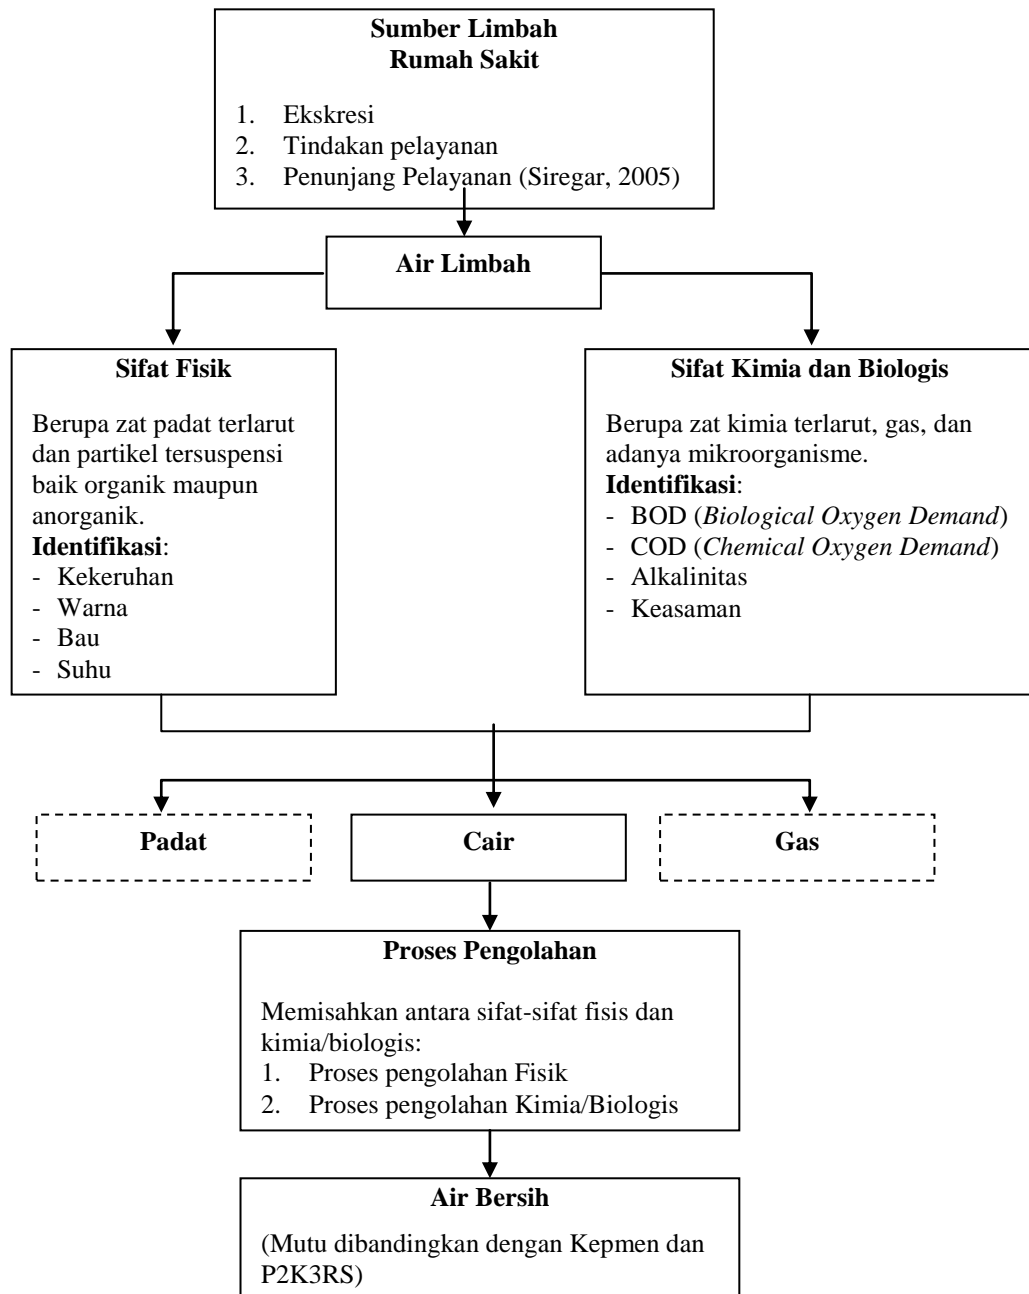 Sumber Limbah
Rumah Sakit
1. Ekskresi
2. Tindakan pelayanan
3. Penunjang Pelayanan (Siregar, 2005)
Air Limbah
Sifat Fisik
Berupa zat padat terlarut
dan partikel tersuspensi
baik organik maupun
anorganik.
Identifikasi:
- Kekeruhan
- Warna
- Bau
- Suhu
Sifat Kimia dan Biologis
Berupa zat kimia terlarut, gas, dan
adanya mikroorganisme.
Identifikasi:
- BOD (Biological Oxygen Demand)
- COD (Chemical Oxygen Demand)
- Alkalinitas
- Keasaman
Padat
Cair
Gas
Proses Pengolahan
Memisahkan antara sifat-sifat fisis dan
kimia/biologis:
1. Proses pengolahan Fisik
2. Proses pengolahan Kimia/Biologis
Air Bersih
(Mutu dibandingkan dengan Kepmen dan
P2K3RS)